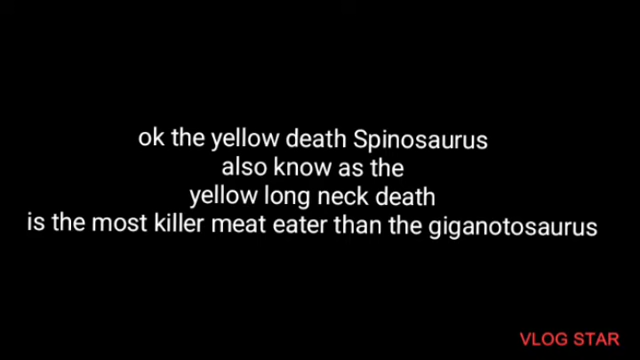 ok the yellow death Spinosaurus
also know as the
yellow long neck death
is the most killer meat eater than the giganotosaurus
VLOG STAR